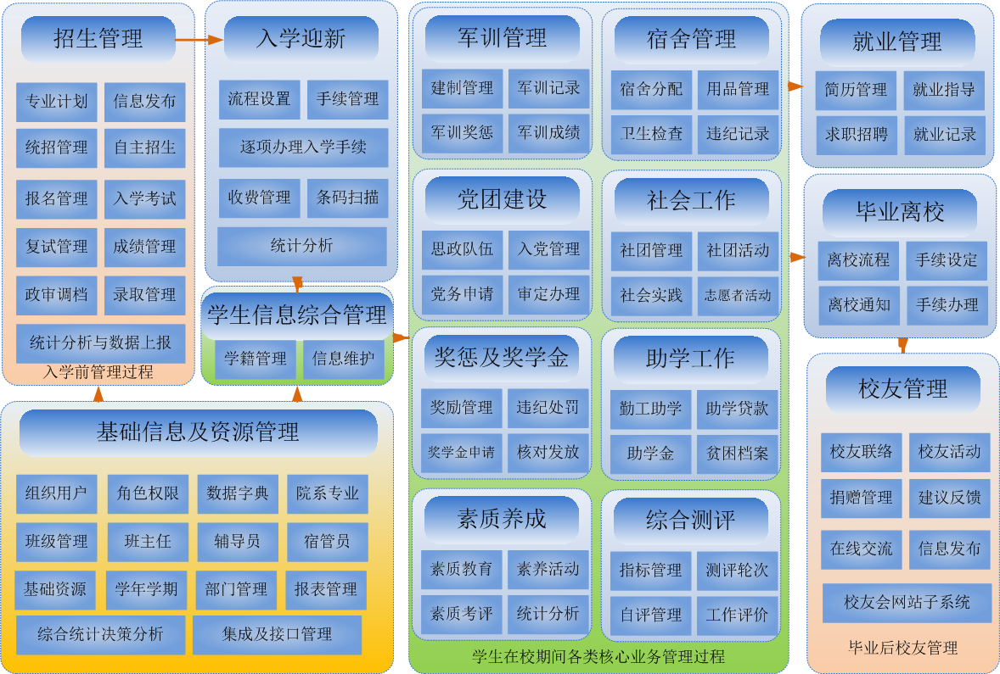 招生管理
专业计划 信息发布
统招管理 自主招生
报名管理 入学考试
复试管理 成绩管理
政审调档 录取管理
统计分析与数据上报
入学前管理过程
入学迎新
流程设置 手续管理
逐项办理入学手续
收费管理 条码扫描
统计分析
学生信息综合管理
学籍管理 信息维护
基础信息及资源管理
组织用户 角色权限 数据字典 院系专业
班级管理 班主任 辅导员 宿管员
基础资源 学年学期 部门管理 报表管理
综合统计决策分析 集成及接口管理
军训管理
建制管理 军训记录
军训奖惩 军训成绩
宿舍管理
宿舍分配 用品管理
卫生检查 违纪记录
党团建设
思政队伍 入党管理
党务申请 审定办理
社会工作
社团管理 社团活动
社会实践 志愿者活动
奖惩及奖学金
奖励管理 违纪处罚
奖学金申请 核对发放
助学工作
勤工助学 助学贷款
助学金 贫困档案
素质养成
素质教育 素养活动
素质考评 统计分析
综合测评
指标管理 测评轮次
自评管理 工作评价
学生在校期间各类核心业务管理过程
就业管理
简历管理 就业指导
求职招聘 就业记录
毕业离校
离校流程 手续设定
离校通知 手续办理
校友管理
校友联络 校友活动
捐赠管理 建议反馈
在线交流 信息发布
校友会网站子系统
毕业后校友管理